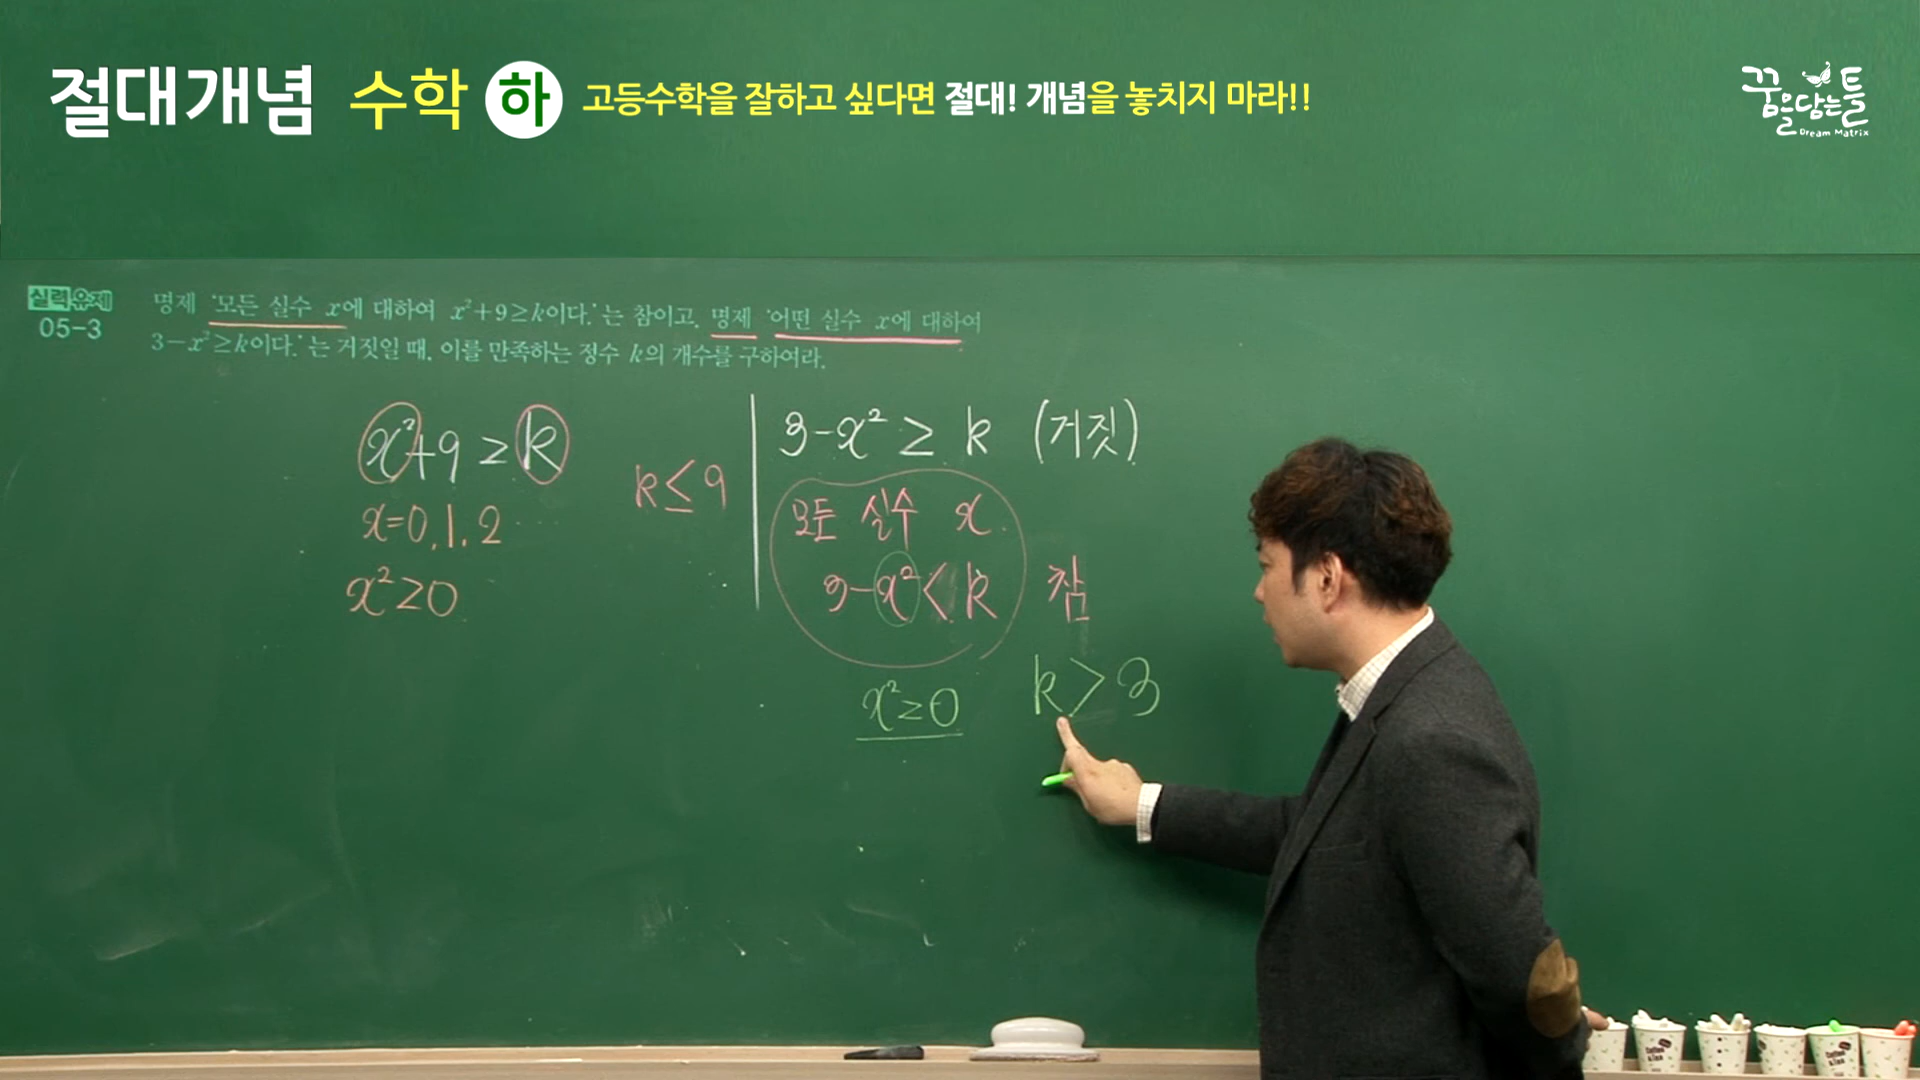 절대개념 수학 하 고등수학을 잘하고 싶다면 절대! 개념을 놓치지 마라!!
꿈을담는틀
Dream Matrix
실력유제 05-3
명제 '모든 실수 x에 대하여 x²+9≥k이다.'는 참이고, 명제 '어떤 실수 x에 대하여
3-x²≥k이다.'는 거짓일 때, 이를 만족하는 정수 k의 개수를 구하여라.
x²+9≥k
x=0,1,2 ...
x²≥0
k≤9
3-x²≥k (거짓)
모든 실수 x
3-x²<k 참
x²≥0
k>3